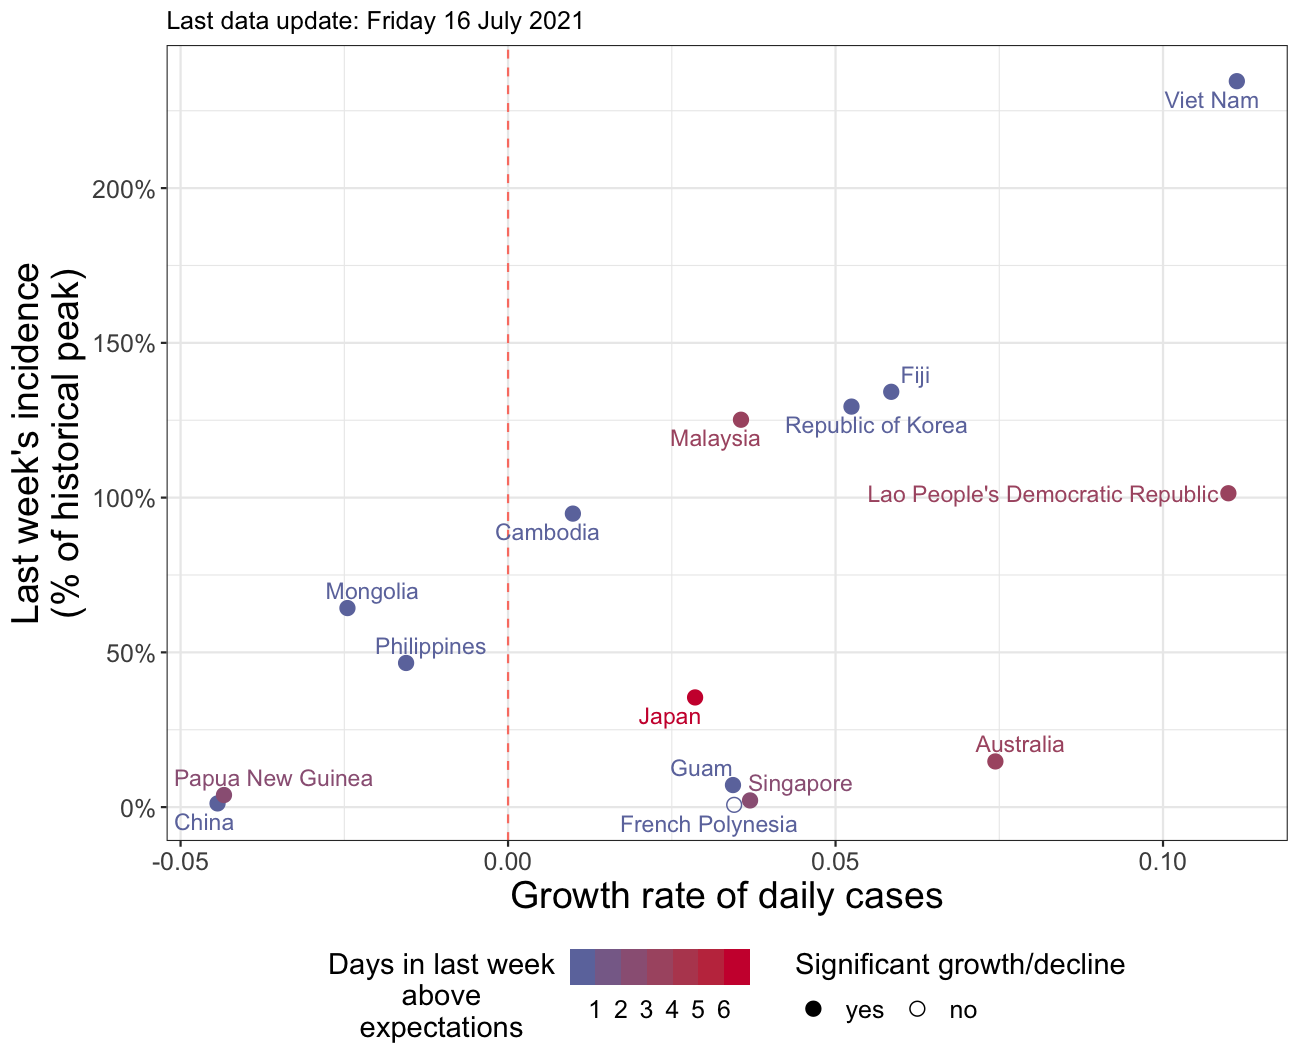 Last data update: Friday 16 July 2021
Last week's incidence
(% of historical peak)
200%
150%
100%
50%
0%
Viet Nam
Fiji
Republic of Korea
Malaysia
Lao People's Democratic Republic
Cambodia
Mongolia
Philippines
Japan
Australia
Guam
Singapore
Papua New Guinea
China
French Polynesia
-0.05 0.00 0.05 0.10
Growth rate of daily cases
Days in last week
above
expectations
1 2 3 4 5 6
Significant growth/decline
yes no